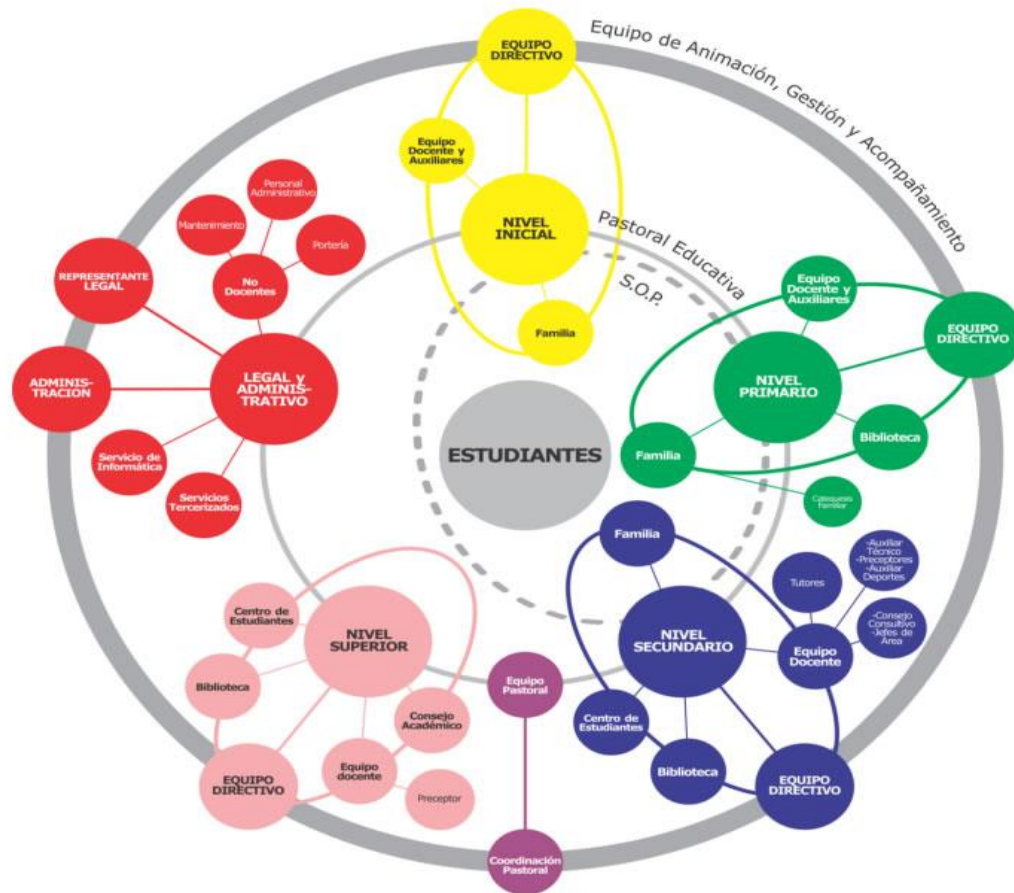 Equipo de Animación, Gestión y Acompañamiento
Pastoral Educativa
S.O.P.
EQUIPO
DIRECTIVO
Equipo
Docente y
Auxiliares
NIVEL
INICIAL
Familia
Personal
Administrativo
Mantenimiento
Portería
No
Docentes
REPRESENTANTE
LEGAL
ADMINIS-
TRACION
LEGAL y
ADMINIS-
TRATIVO
Servicio de
Informática
Servicios
Tercerizados
Equipo
Docente y
Auxiliares
EQUIPO
DIRECTIVO
NIVEL
PRIMARIO
Familia
Biblioteca
Catequesis
Familiar
ESTUDIANTES
Familia
Tutores
-Auxiliar
Técnico
-Preceptores
-Auxiliar
Deportes
-Consejo
Consultivo
-Jefes de
Área
NIVEL
SECUNDARIO
Equipo
Docente
Centro de
Estudiantes
Biblioteca
EQUIPO
DIRECTIVO
Centro de
Estudiantes
NIVEL
SUPERIOR
Biblioteca
Consejo
Académico
Equipo
docente
Preceptor
EQUIPO
DIRECTIVO
Equipo
Pastoral
Coordinación
Pastoral